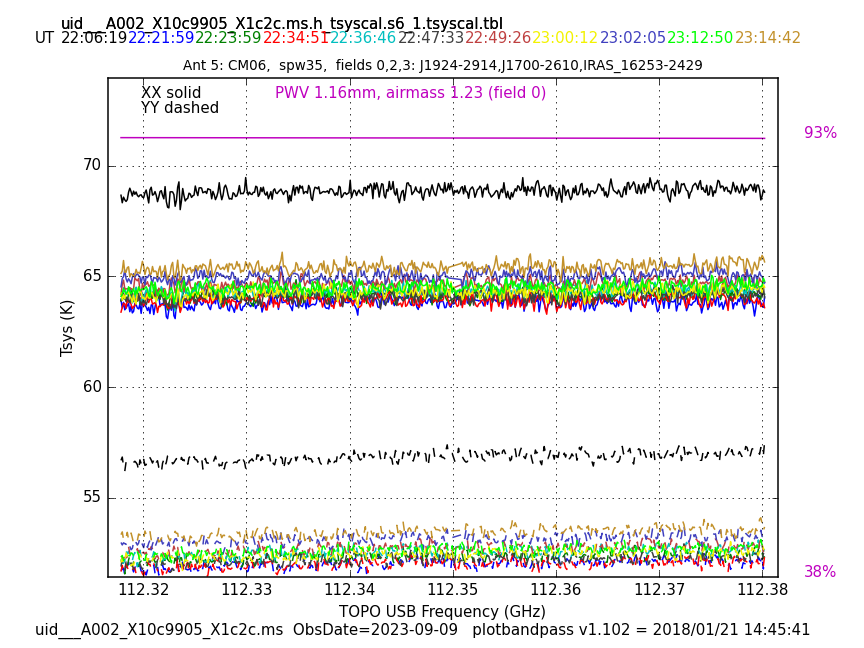 uid___A002_X10c9905_X1c2c.ms.h_tsyscal.s6_1.tsyscal.tbl
UT 22:06:19 22:21:59 22:23:59 22:34:51 22:36:46 22:47:33 22:49:26 23:00:12 23:02:05 23:12:50 23:14:42
Ant 5: CM06,  spw35,  fields 0,2,3: J1924-2914,J1700-2610,IRAS_16253-2429
XX solid
PWV 1.16mm, airmass 1.23 (field 0)
YY dashed
93%
70
65
60
55
Tsys (K)
38%
112.32 112.33 112.34 112.35 112.36 112.37 112.38
TOPO USB Frequency (GHz)
uid___A002_X10c9905_X1c2c.ms  ObsDate=2023-09-09   plotbandpass v1.102 = 2018/01/21 14:45:41